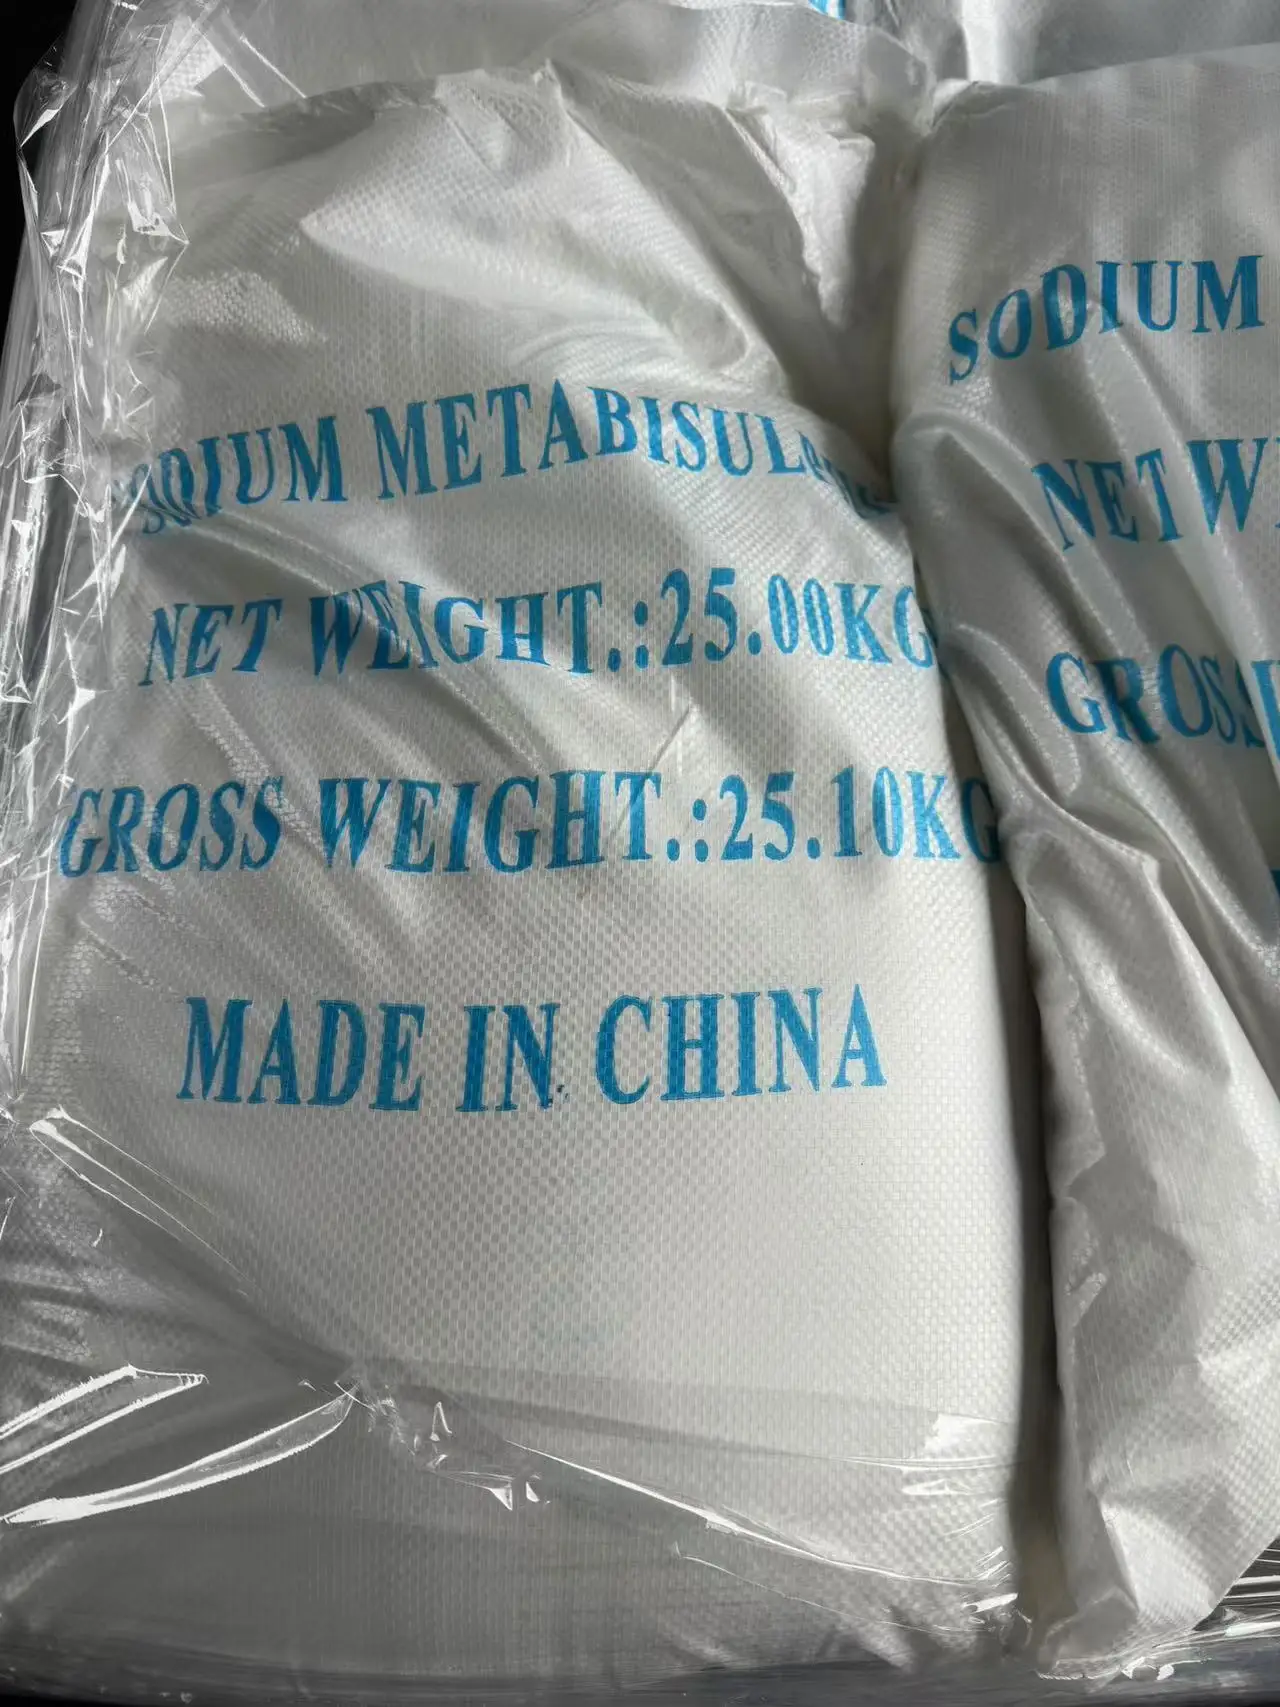 SODIUM METABISUL
NET WEIGHT.:25.00KG
GROSS WEIGHT.:25.10KG
MADE IN CHINA
SODIUM
NET W
GROSS